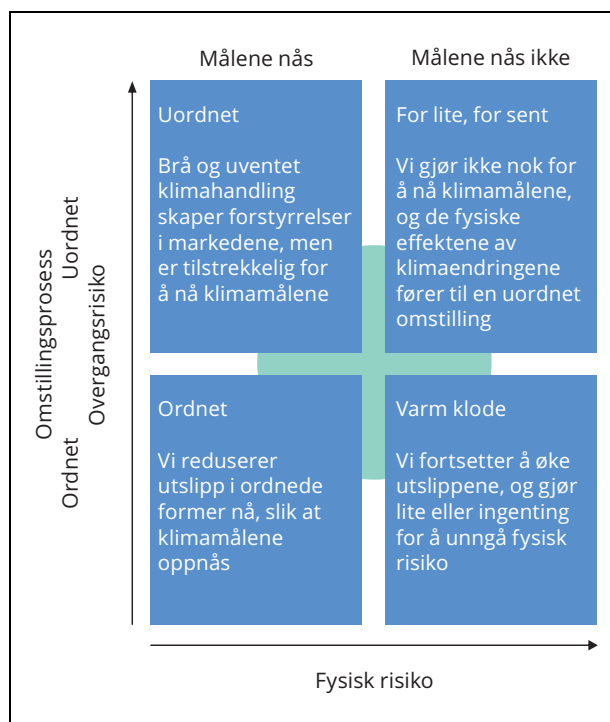 Målene nås
Målene nås ikke
Uordnet
Brå og uventet
klimahandling
skaper forstyrrelser
i markedene, men
er tilstrekkelig for
å nå klimamålene
For lite, for sent
Vi gjør ikke nok for
å nå klimamålene,
og de fysiske
effektene av
klimaendringene
fører til en uordnet
omstilling
Omstillingsprosess
Ordnet
Uordnet
Overgangsrisiko
Ordnet
Vi reduserer
utslipp i ordnede
former nå, slik at
klimamålene
oppnås
Varm klode
Vi fortsetter å øke
utslippene, og gjør
lite eller ingenting
for å unngå fysisk
risiko
Fysisk risiko